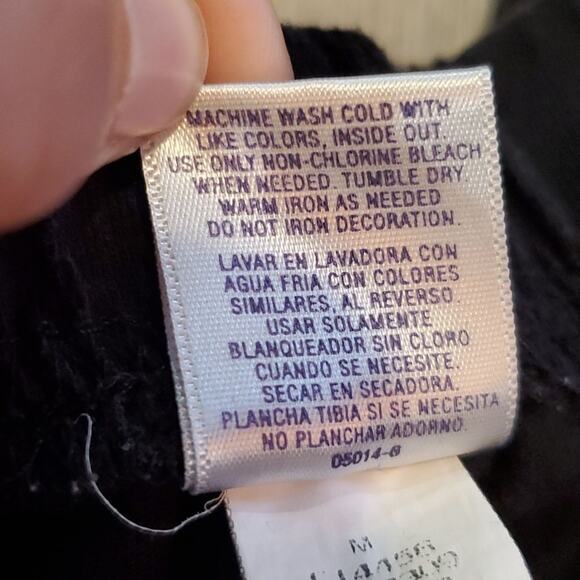 MACHINE WASH COLD WITH
LIKE COLORS, INSIDE OUT.
USE ONLY NON-CHLORINE BLEACH
WHEN NEEDED. TUMBLE DRY
WARM IRON AS NEEDED
DO NOT IRON DECORATION.
LAVAR EN LAVADORA CON
AGUA FRIA CON COLORES
SIMILARES, AL REVERSO.
USAR SOLAMENTE
BLANQUEADOR SIN CLORO
CUANDO SE NECESITE.
SECAR EN SECADORA.
PLANCHA TIBIA SI SE NECESITA
NO PLANCHAR ADORNO.
05014-G
M